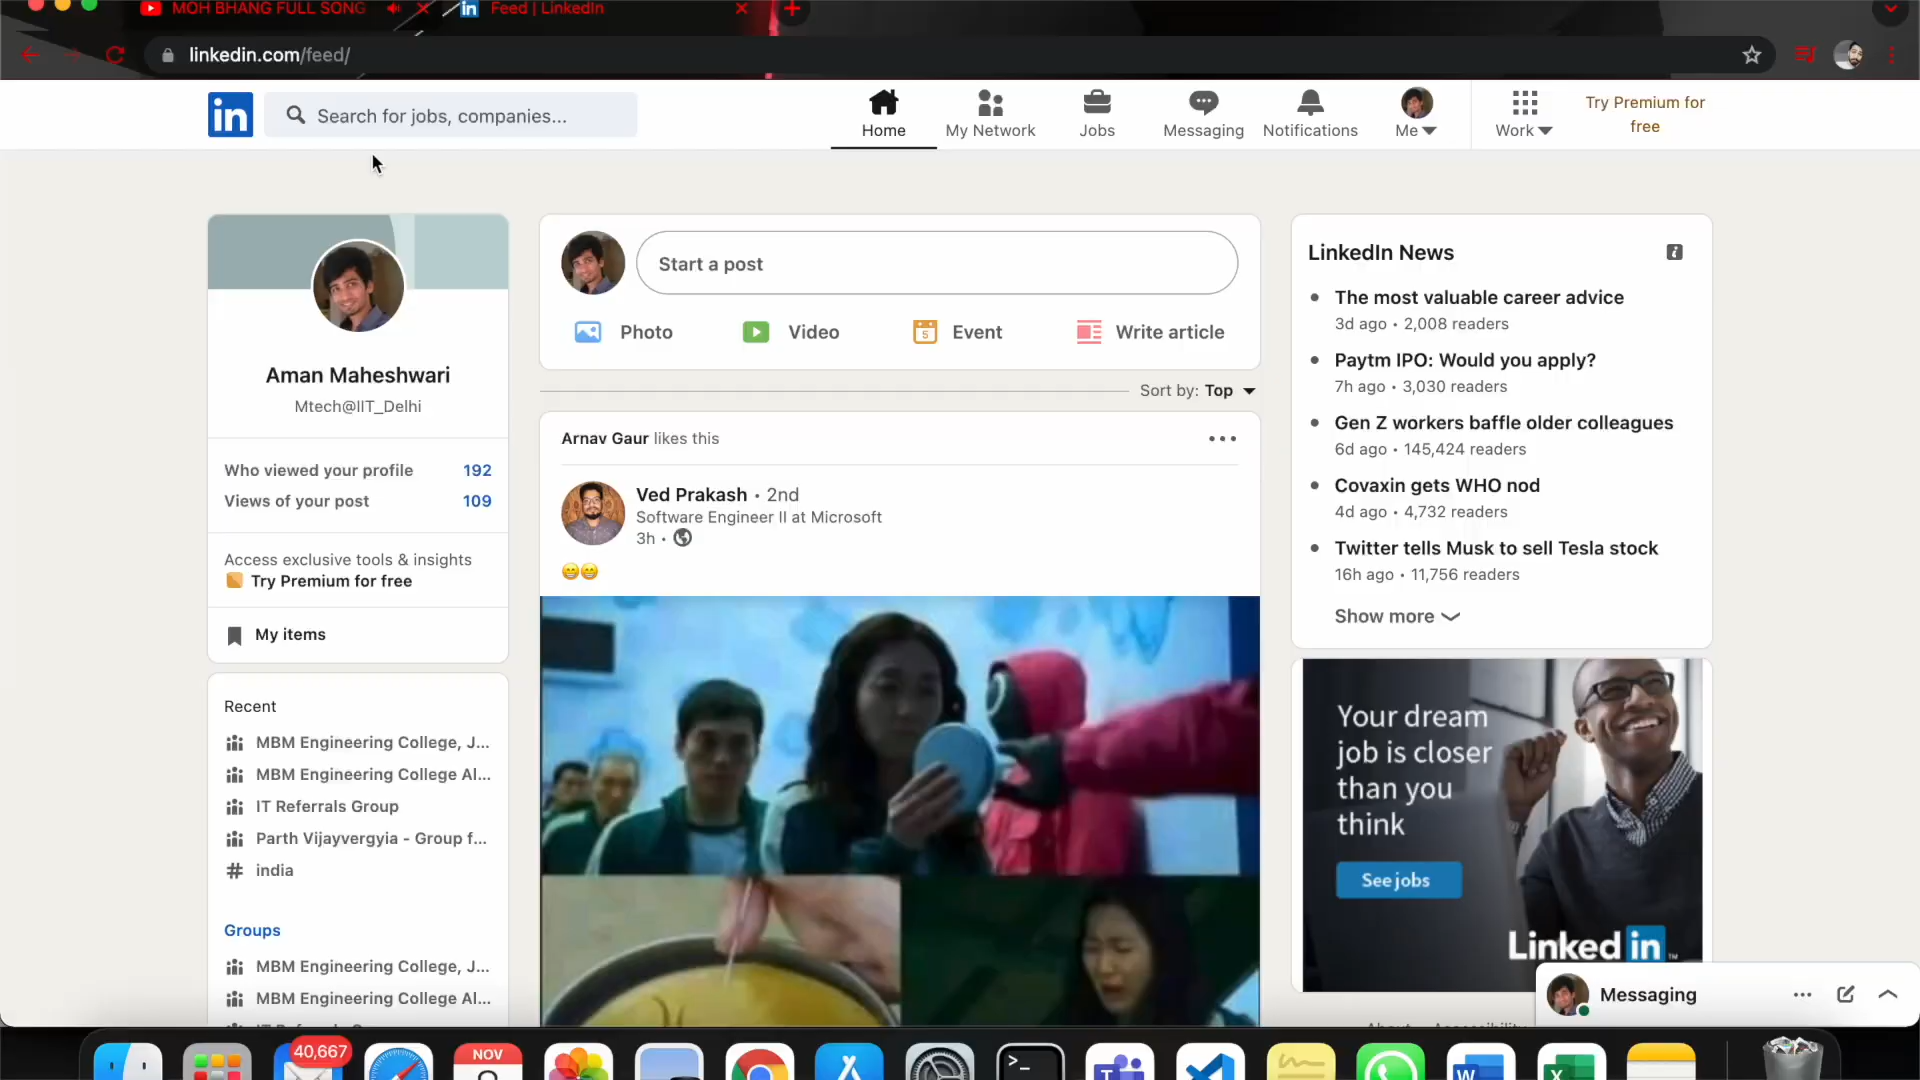 MOH BHANG FULL SONG
Feed | LinkedIn
linkedin.com/feed/
in
Search for jobs, companies...
Home
My Network
Jobs
Messaging
Notifications
Me
Work
Try Premium for
free
Aman Maheshwari
Mtech@IIT_Delhi
Who viewed your profile 192
Views of your post 109
Access exclusive tools & insights
Try Premium for free
My items
Recent
MBM Engineering College, J...
MBM Engineering College Al...
IT Referrals Group
Parth Vijayvergyia - Group f...
# india
Groups
MBM Engineering College, J...
MBM Engineering College Al...
Start a post
Photo
Video
5
Event
Write article
Sort by: Top
Arnav Gaur likes this
Ved Prakash • 2nd
Software Engineer II at Microsoft
3h •
😁😁
LinkedIn News
• The most valuable career advice
3d ago • 2,008 readers
• Paytm IPO: Would you apply?
7h ago • 3,030 readers
• Gen Z workers baffle older colleagues
6d ago • 145,424 readers
• Covaxin gets WHO nod
4d ago • 4,732 readers
• Twitter tells Musk to sell Tesla stock
16h ago • 11,756 readers
Show more
Your dream
job is closer
than you
think
See jobs
Linked in
Messaging
40,667
NOV
T
W
X